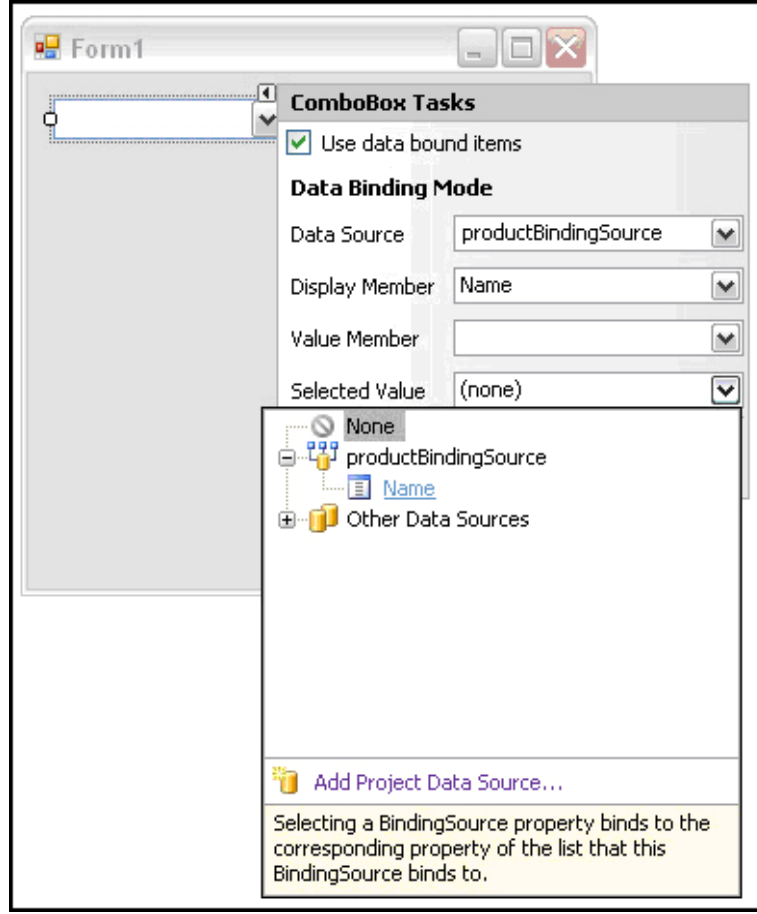 Form1
ComboBox Tasks
Use data bound items
Data Binding Mode
Data Source productBindingSource
Display Member Name
Value Member
Selected Value (none)
None
productBindingSource
Name
Other Data Sources
Add Project Data Source...
Selecting a BindingSource property binds to the
corresponding property of the list that this
BindingSource binds to.